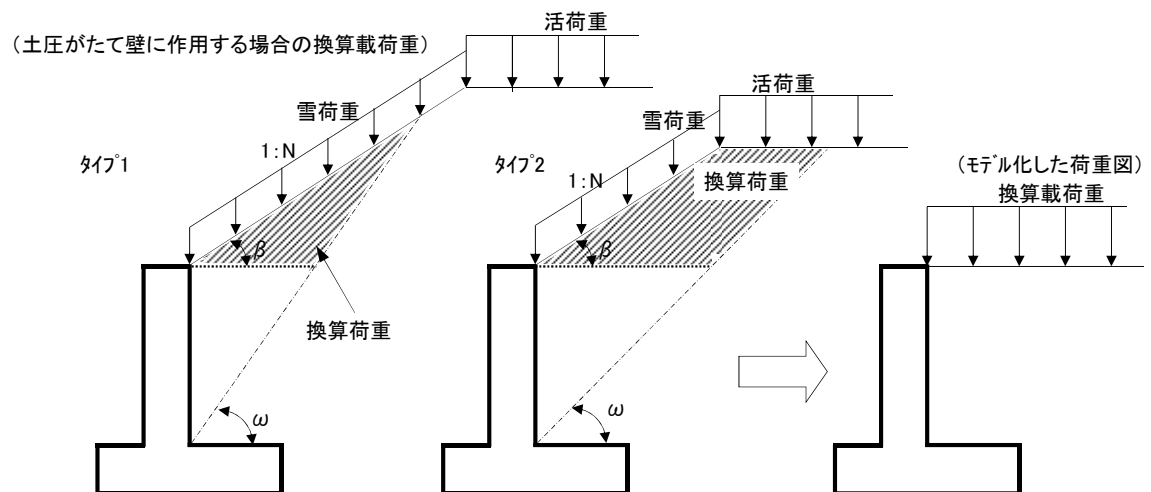 （土圧がたて壁に作用する場合の換算載荷重）
活荷重
雪荷重
1：N
ﾀｲﾌﾟ1
β
換算荷重
ω
活荷重
雪荷重
1：N
ﾀｲﾌﾟ2
換算荷重
β
ω
（ﾓﾃﾞﾙ化した荷重図）
換算載荷重